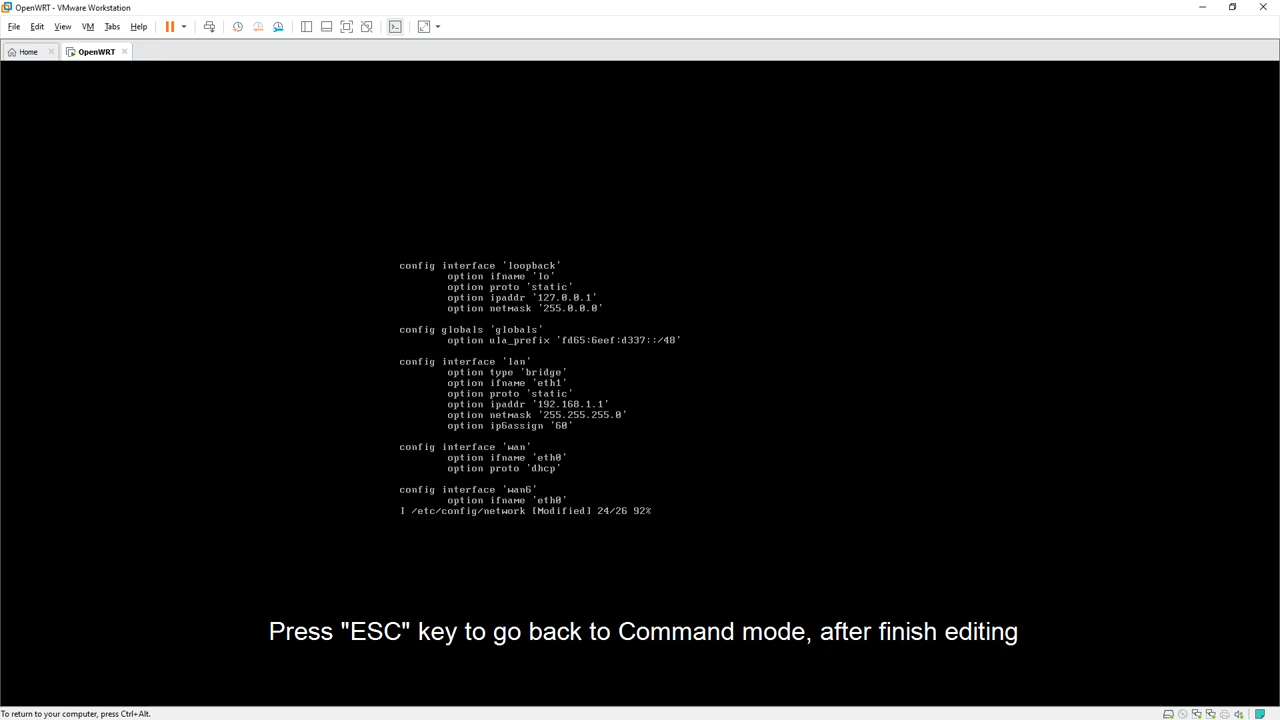 OpenWRT - VMware Workstation
File Edit View VM Tabs Help
Home OpenWRT
config interface 'loopback'
option ifname 'lo'
option proto 'static'
option ipaddr '127.0.0.1'
option netmask '255.0.0.0'
config globals 'globals'
option ula_prefix 'fd65:6eef:d337::/48'
config interface 'lan'
option type 'bridge'
option ifname 'eth1'
option proto 'static'
option ipaddr '192.168.1.1'
option netmask '255.255.255.0'
option ip6assign '60'
config interface 'wan'
option ifname 'eth0'
option proto 'dhcp'
config interface 'wan6'
option ifname 'eth0'
I /etc/config/network [Modified] 24/26 92%
Press "ESC" key to go back to Command mode, after finish editing
To return to your computer, press Ctrl+Alt.